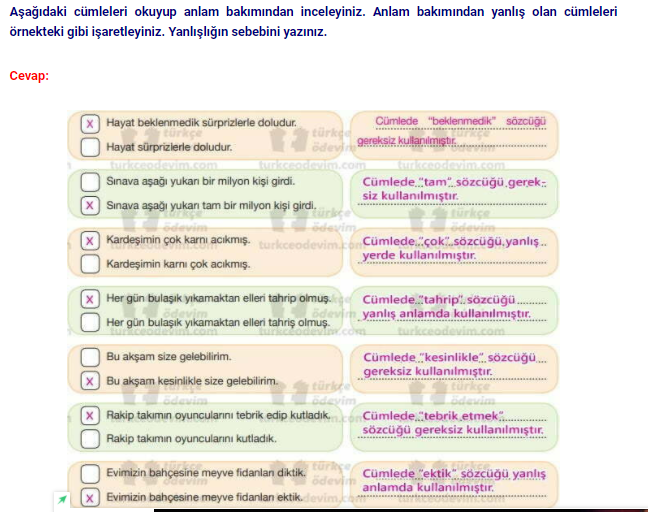 Aşağıdaki cümleleri okuyup anlam bakımından inceleyiniz. Anlam bakımından yanlış olan cümleleri
örnekteki gibi işaretleyiniz. Yanlışlığın sebebini yazınız.
Cevap:
X Hayat beklenmedik sürprizlerle doludur.
Hayat sürprizlerle doludur.
Cümlede "beklenmedik" sözcüğü
gereksiz kullanılmıştır.
Sınava aşağı yukarı bir milyon kişi girdi.
X Sınava aşağı yukarı tam bir milyon kişi girdi.
Cümlede "tam" sözcüğü gerek-
siz kullanılmıştır.
X Kardeşimin çok karnı acıkmış.
Kardeşimin karnı çok acıkmış.
Cümlede "çok" sözcüğü yanlış
yerde kullanılmıştır.
X Her gün bulaşık yıkamaktan elleri tahrip olmuş.
Her gün bulaşık yıkamaktan elleri tahriş olmuş.
Cümlede "tahrip" sözcüğü
yanlış anlamda kullanılmıştır.
Bu akşam size gelebilirim.
X Bu akşam kesinlikle size gelebilirim.
Cümlede "kesinlikle" sözcüğü
gereksiz kullanılmıştır.
X Rakip takımın oyuncularını tebrik edip kutladık.
Rakip takımın oyuncularını kutladık.
Cümlede "tebrik etmek"
sözcüğü gereksiz kullanılmıştır.
Evimizin bahçesine meyve fidanları diktik.
X Evimizin bahçesine meyve fidanları ektik.
Cümlede "ektik" sözcüğü yanlış
anlamda kullanılmıştır.
türkçe ödevim
turkceodevim.com